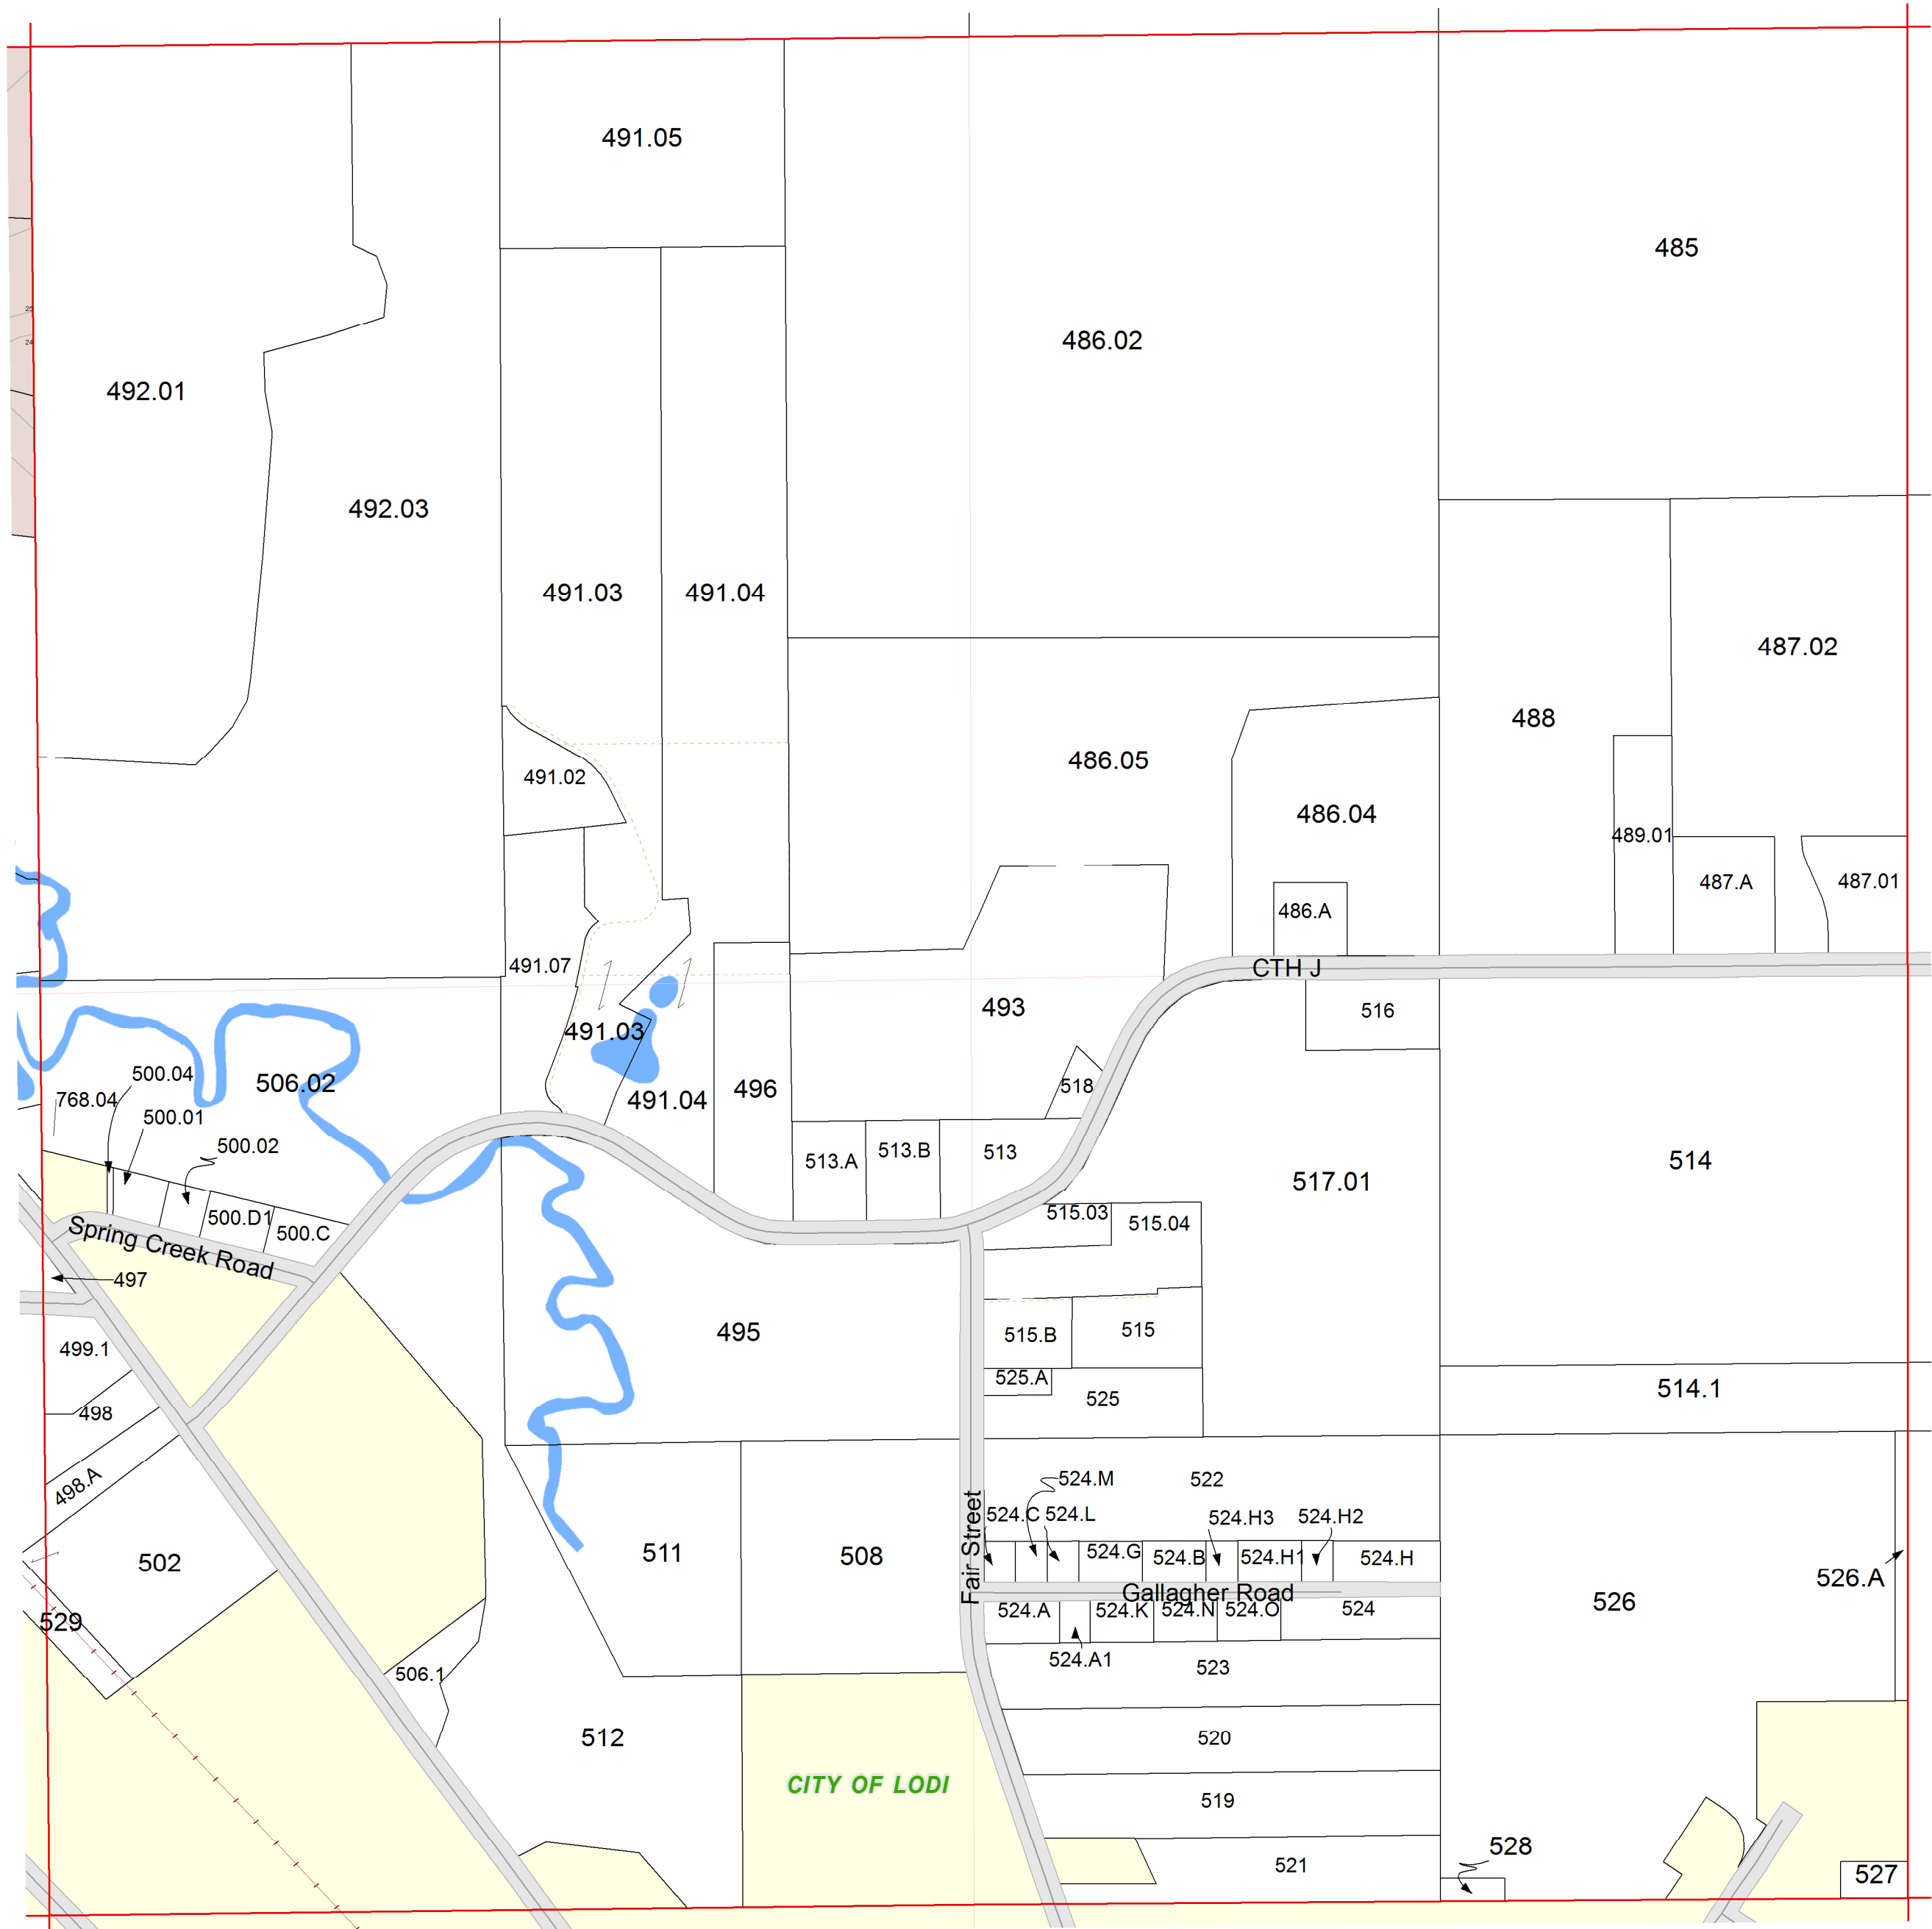 491.05
485
25
486.02
24
492.01
492.03
491.03
491.04
487.02
488
486.05
491.02
486.04
489.01
487.A
487.01
486.A
491.07
CTH J
493
516
491.03
500.04
506.02
518
496
768.04
491.04
500.01
500.02
513.B
513
513.A
514
517.01
515.03
500.D1
515.04
500.C
Spring Creek Road
497
495
515
515.B
499.1
525.A
514.1
525
498
524.M
522
498.A
524.C
524.L
524.H3
524.H2
511
508
524.G
524.B
524.H1
524.H
502
Fair Street
526.A
Gallagher Road
526
524.A
524.K
524.N
524.O
524
529
524.A1
523
506.1
512
520
CITY OF LODI
519
528
521
527